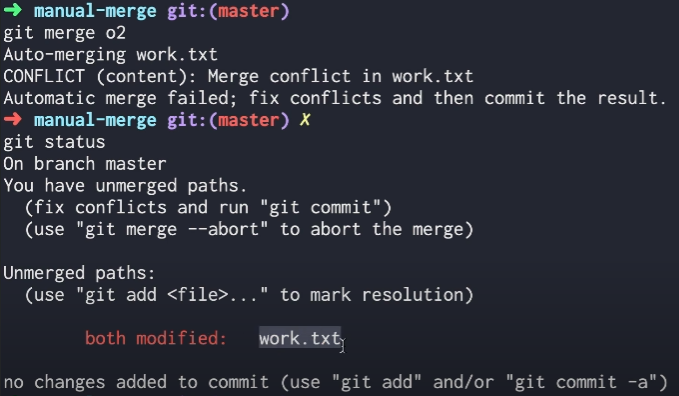 ➜ manual-merge git:(master)
git merge o2
Auto-merging work.txt
CONFLICT (content): Merge conflict in work.txt
Automatic merge failed; fix conflicts and then commit the result.
➜ manual-merge git:(master) ✗
git status
On branch master
You have unmerged paths.
  (fix conflicts and run "git commit")
  (use "git merge --abort" to abort the merge)

Unmerged paths:
  (use "git add <file>..." to mark resolution)

        both modified:   work.txt

no changes added to commit (use "git add" and/or "git commit -a")